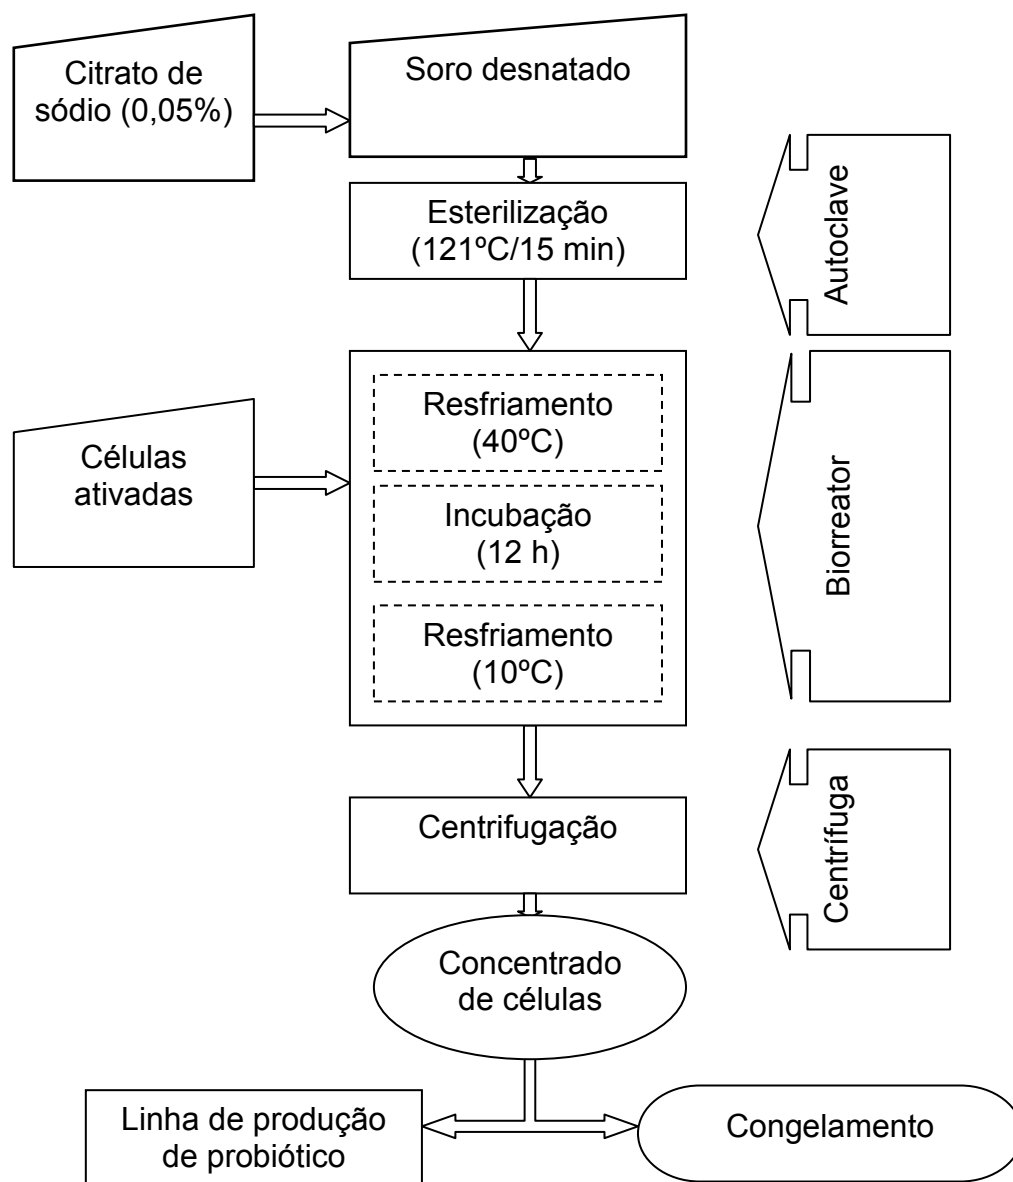 Citrato de
sódio (0,05%)
Soro desnatado
Esterilização
(121ºC/15 min)
Autoclave
Células
ativadas
Resfriamento
(40ºC)
Incubação
(12 h)
Resfriamento
(10ºC)
Biorreator
Centrifugação
Centrífuga
Concentrado
de células
Linha de produção
de probiótico
Congelamento